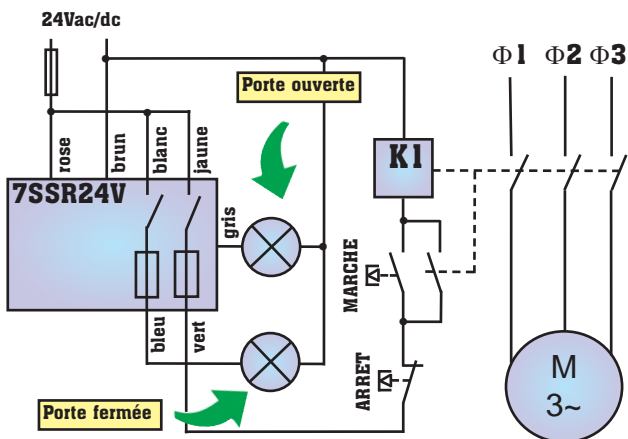 24Vac/dc
Φ1 Φ2 Φ3
Porte ouverte
rose
brun
blanc
jaune
K1
7SSR24V
gris
MARCHE
bleu
vert
ARRET
M
3~
Porte fermée